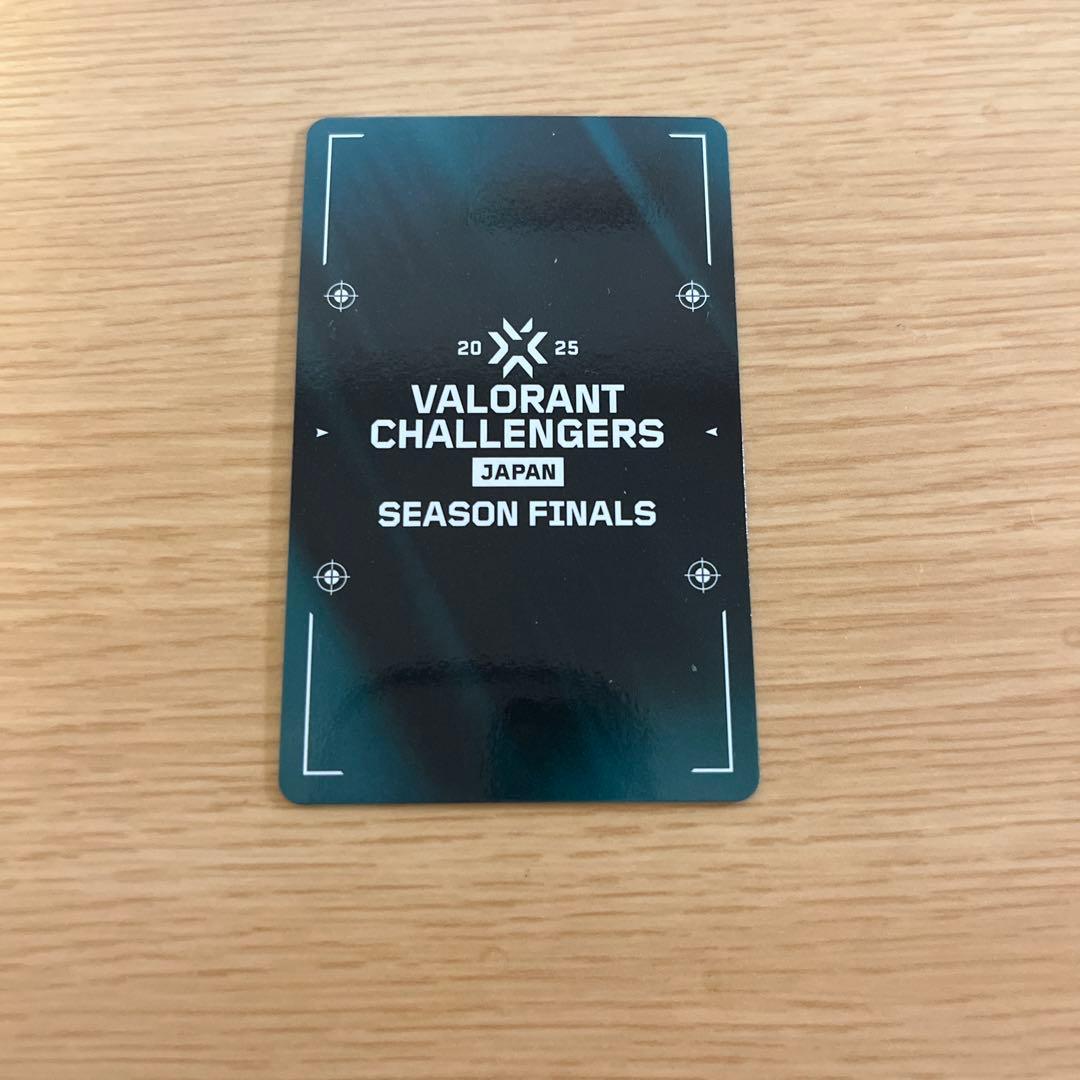 20 25
VALORANT
CHALLENGERS
JAPAN
SEASON FINALS